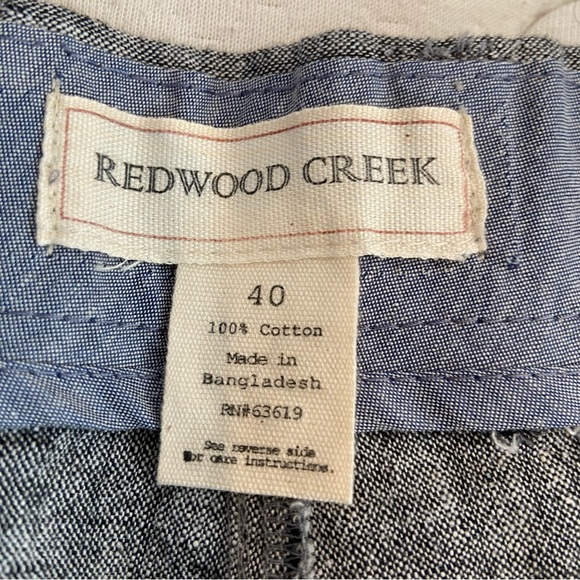 REDWOOD CREEK
40
100% Cotton
Made in
Bangladesh
RN#63619
See reverse side
for care instructions.